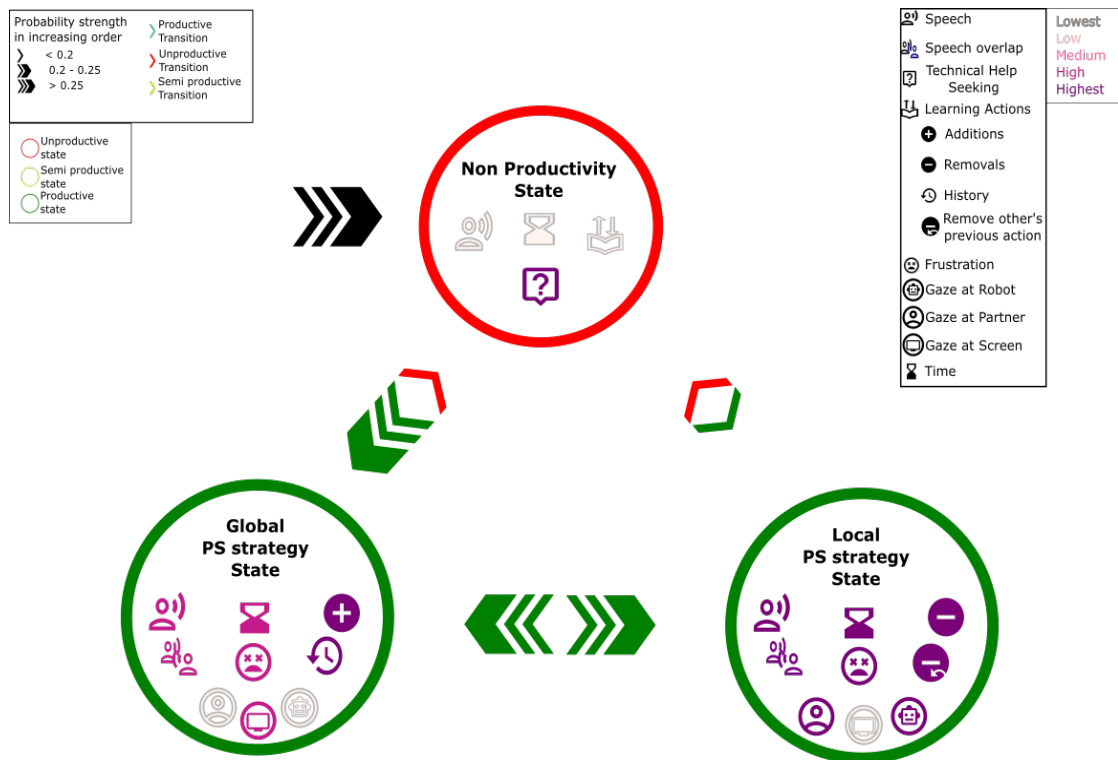 Probability strength
in increasing order
< 0.2
0.2 - 0.25
> 0.25
Productive
Transition
Unproductive
Transition
Semi productive
Transition
Unproductive
state
Semi productive
state
Productive
state
Speech
Speech overlap
Technical Help
Seeking
Learning Actions
Additions
Removals
History
Remove other's
previous action
Frustration
Gaze at Robot
Gaze at Partner
Gaze at Screen
Time
Lowest
Low
Medium
High
Highest
Non Productivity
State
Global
PS strategy
State
Local
PS strategy
State